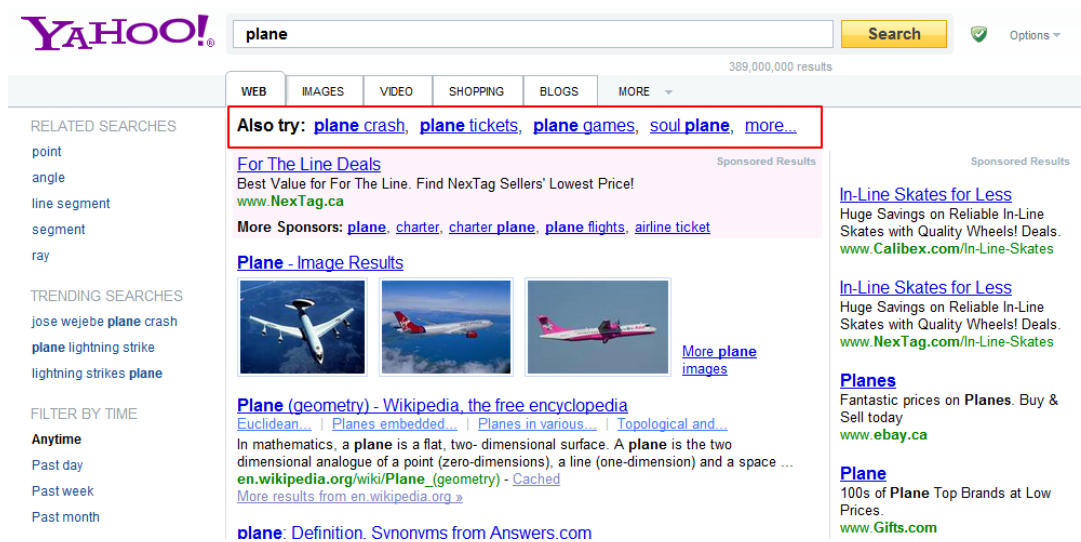 YAHOO!®
plane
Search
Options
389,000,000 results
WEB IMAGES VIDEO SHOPPING BLOGS MORE
RELATED SEARCHES
point
angle
line segment
segment
ray
TRENDING SEARCHES
jose wejebe plane crash
plane lightning strike
lightning strikes plane
FILTER BY TIME
Anytime
Past day
Past week
Past month
Also try: plane crash, plane tickets, plane games, soul plane, more...
For The Line Deals
Sponsored Results
Best Value for For The Line. Find NexTag Sellers' Lowest Price!
www.NexTag.ca
More Sponsors: plane, charter, charter plane, plane flights, airline ticket
Plane - Image Results
More plane
images
Plane (geometry) - Wikipedia, the free encyclopedia
Euclidean... | Planes embedded... | Planes in various... | Topological and...
In mathematics, a plane is a flat, two- dimensional surface. A plane is the two
dimensional analogue of a point (zero-dimensions), a line (one-dimension) and a space ...
en.wikipedia.org/wiki/Plane_(geometry) - Cached
More results from en.wikipedia.org »
plane: Definition, Synonyms from Answers.com
Sponsored Results
In-Line Skates for Less
Huge Savings on Reliable In-Line
Skates with Quality Wheels! Deals.
www.Calibex.com/In-Line-Skates
In-Line Skates for Less
Huge Savings on Reliable In-Line
Skates with Quality Wheels! Deals.
www.NexTag.com/In-Line-Skates
Planes
Fantastic prices on Planes. Buy &
Sell today
www.ebay.ca
Plane
100s of Plane Top Brands at Low
Prices.
www.Gifts.com